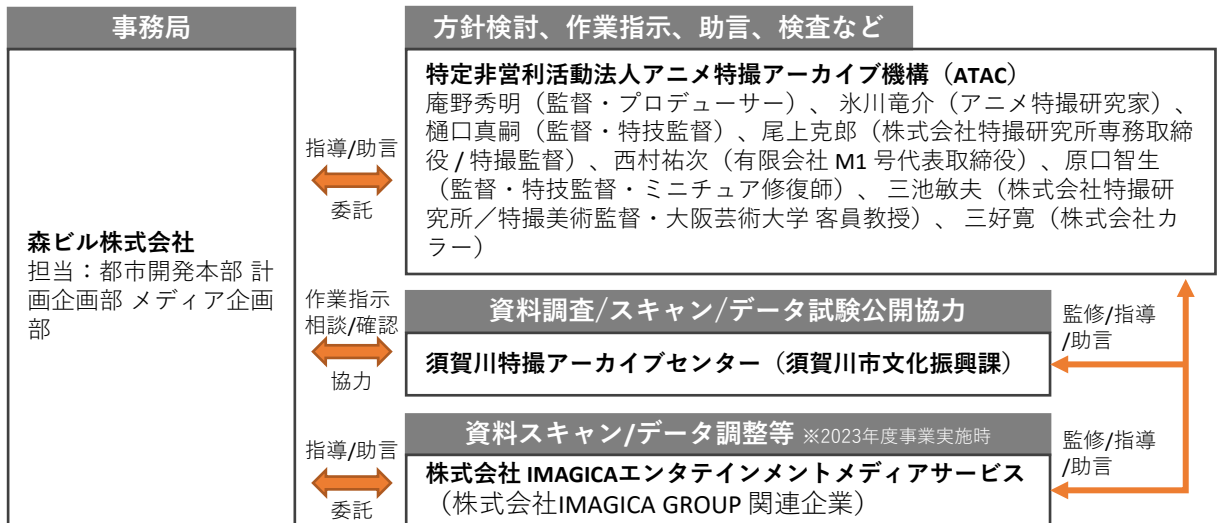 事務局
森ビル株式会社
担当：都市開発本部 計
画企画部 メディア企画
部
指導/助言
委託
作業指示
相談/確認
協力
指導/助言
委託
方針検討、作業指示、助言、検査など
特定非営利活動法人アニメ特撮アーカイブ機構（ATAC）
庵野秀明（監督・プロデューサー）、 氷川竜介（アニメ特撮研究家）、
樋口真嗣（監督・特技監督）、尾上克郎（株式会社特撮研究所専務取締
役 / 特撮監督）、西村祐次（有限会社 M1 号代表取締役）、原口智生
（監督・特技監督・ミニチュア修復師）、 三池敏夫（株式会社特撮研
究所／特撮美術監督・大阪芸術大学 客員教授）、 三好寛（株式会社カ
ラー）
資料調査/スキャン/データ試験公開協力
須賀川特撮アーカイブセンター（須賀川市文化振興課）
資料スキャン/データ調整等 ※2023年度事業実施時
株式会社 IMAGICAエンタテインメントメディアサービス
（株式会社IMAGICA GROUP 関連企業）
監修/指導
/助言
監修/指導
/助言